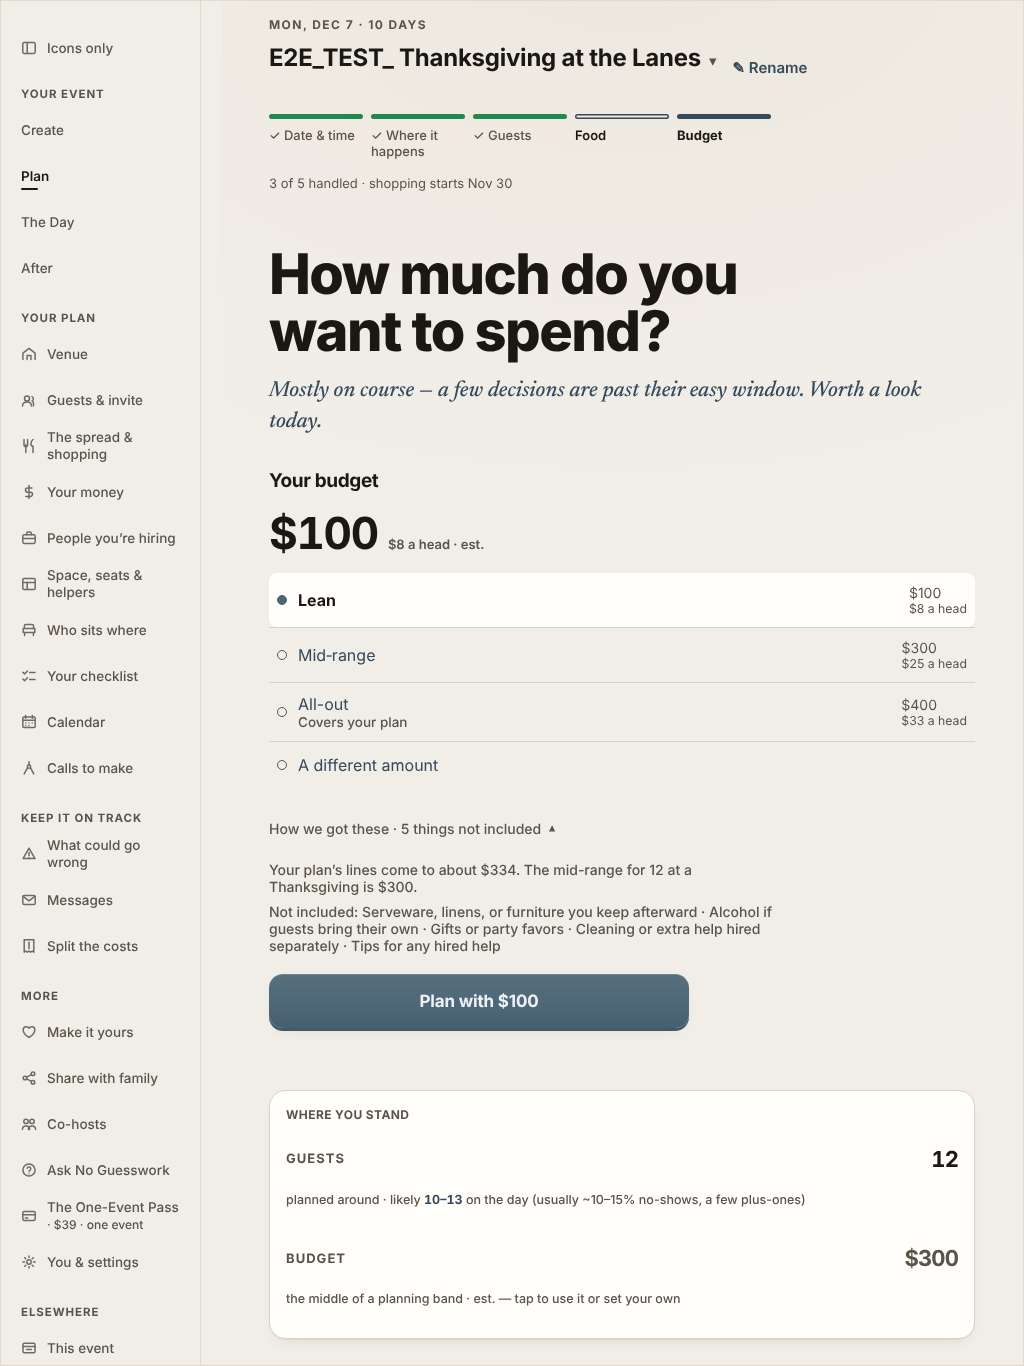 Icons only
YOUR EVENT
Create
Plan
The Day
After
YOUR PLAN
Venue
Guests & invite
The spread &
shopping
Your money
People you’re hiring
Space, seats &
helpers
Who sits where
Your checklist
Calendar
Calls to make
KEEP IT ON TRACK
What could go
wrong
Messages
Split the costs
MORE
Make it yours
Share with family
Co-hosts
Ask No Guesswork
The One-Event Pass
· $39 · one event
You & settings
ELSEWHERE
This event
MON, DEC 7 · 10 DAYS
E2E_TEST_ Thanksgiving at the Lanes ▾ ✎ Rename
✓ Date & time
✓ Where it
happens
✓ Guests
Food
Budget
3 of 5 handled · shopping starts Nov 30
How much do you
want to spend?
Mostly on course — a few decisions are past their easy window. Worth a look
today.
Your budget
$100 $8 a head · est.
Lean
$100
$8 a head
Mid-range
$300
$25 a head
All-out
Covers your plan
$400
$33 a head
A different amount
How we got these · 5 things not included ▴
Your plan’s lines come to about $334. The mid-range for 12 at a
Thanksgiving is $300.
Not included: Serveware, linens, or furniture you keep afterward · Alcohol if
guests bring their own · Gifts or party favors · Cleaning or extra help hired
separately · Tips for any hired help
Plan with $100
WHERE YOU STAND
GUESTS 12
planned around · likely 10–13 on the day (usually ~10–15% no-shows, a few plus-ones)
BUDGET $300
the middle of a planning band · est. — tap to use it or set your own